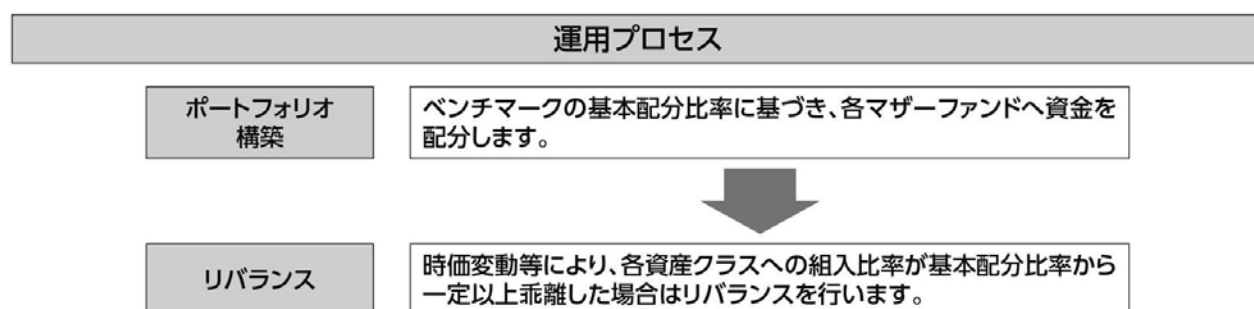 運用プロセス
ポートフォリオ
構築
ベンチマークの基本配分比率に基づき、各マザーファンドへ資金を
配分します。
リバランス
時価変動等により、各資産クラスへの組入比率が基本配分比率から
一定以上乖離した場合はリバランスを行います。